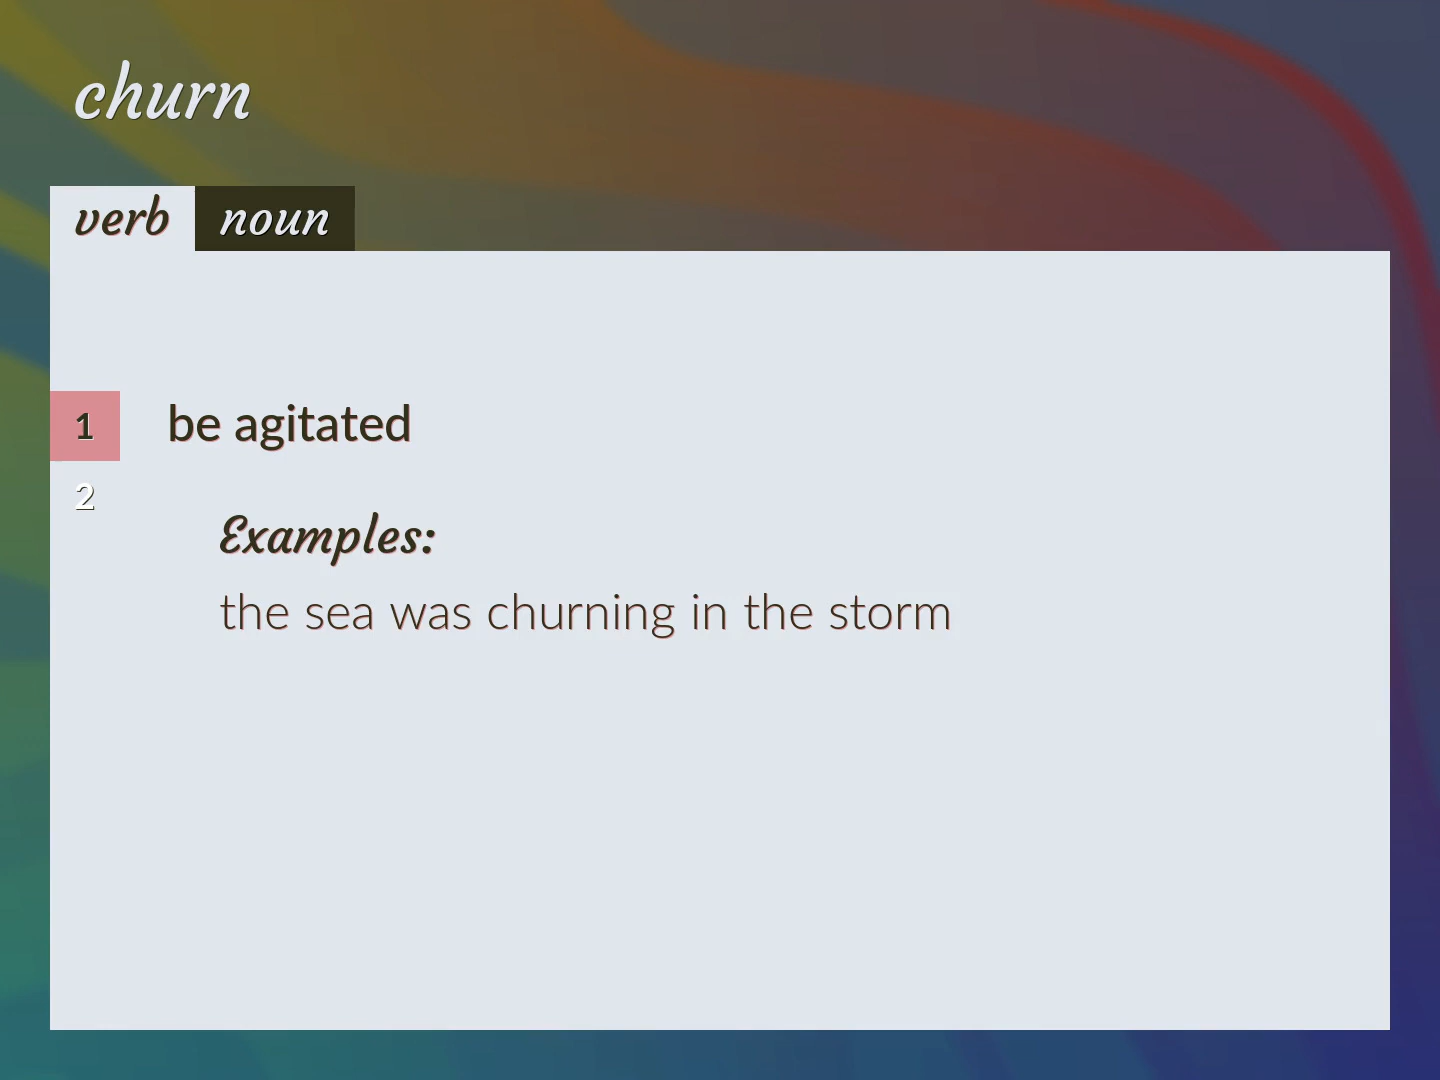 churn
verb noun
1 be agitated
2
Examples:
the sea was churning in the storm